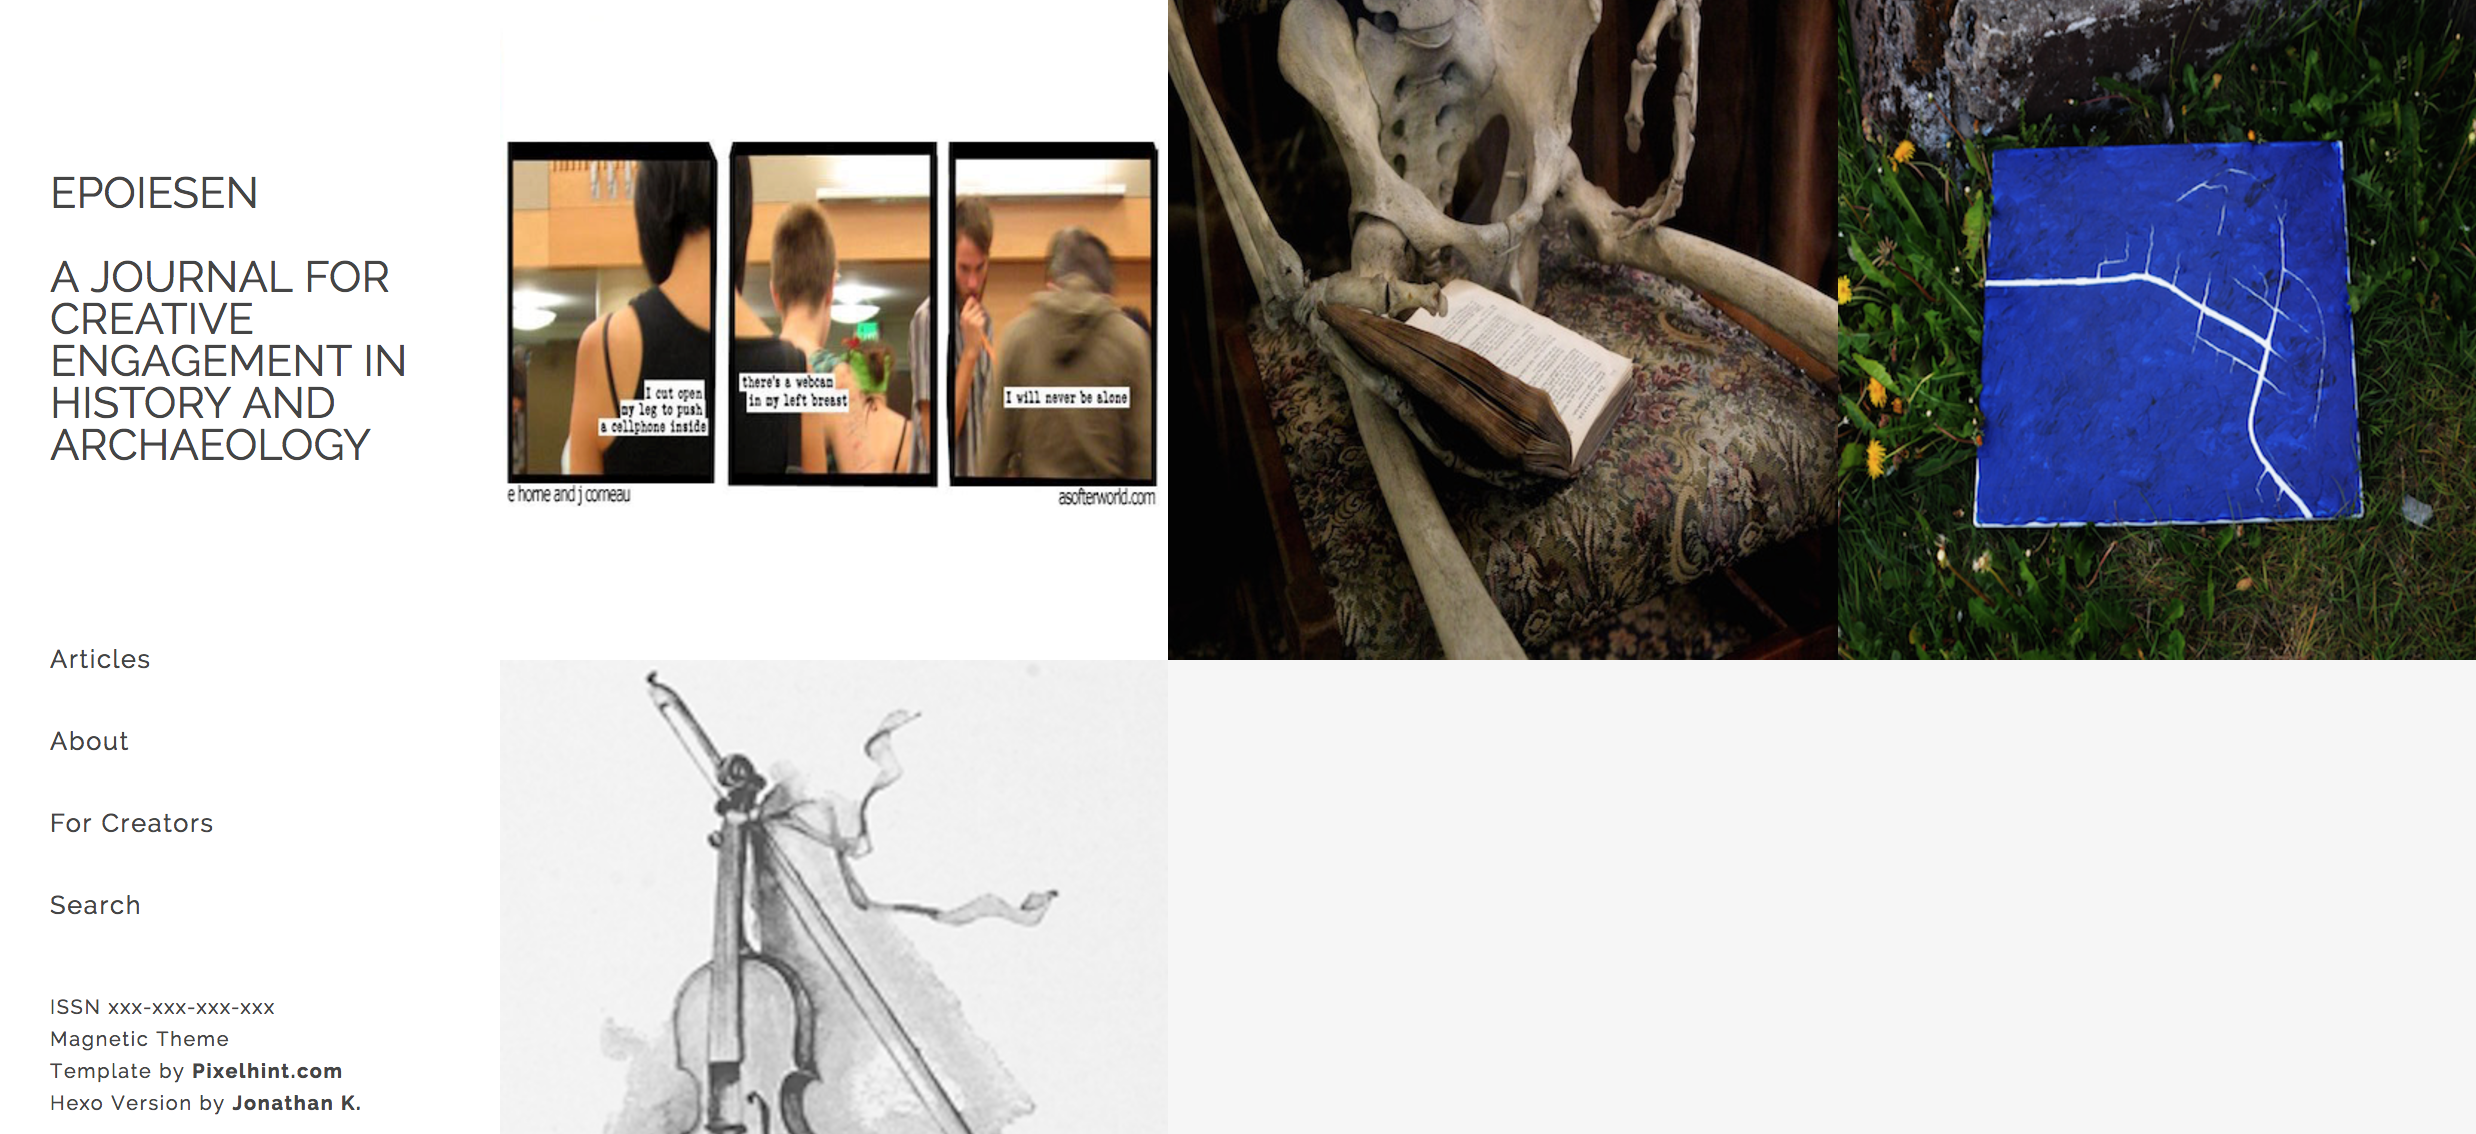 EPOIESEN
A JOURNAL FOR
CREATIVE
ENGAGEMENT IN
HISTORY AND
ARCHAEOLOGY
Articles
About
For Creators
Search
ISSN xxx-xxx-xxx-xxx
Magnetic Theme
Template by Pixelhint.com
Hexo Version by Jonathan K.
I cut open
my leg to push
a cellphone inside
there's a webcam
in my left breast
I will never be alone
e horne and j comeau
asofterworld.com